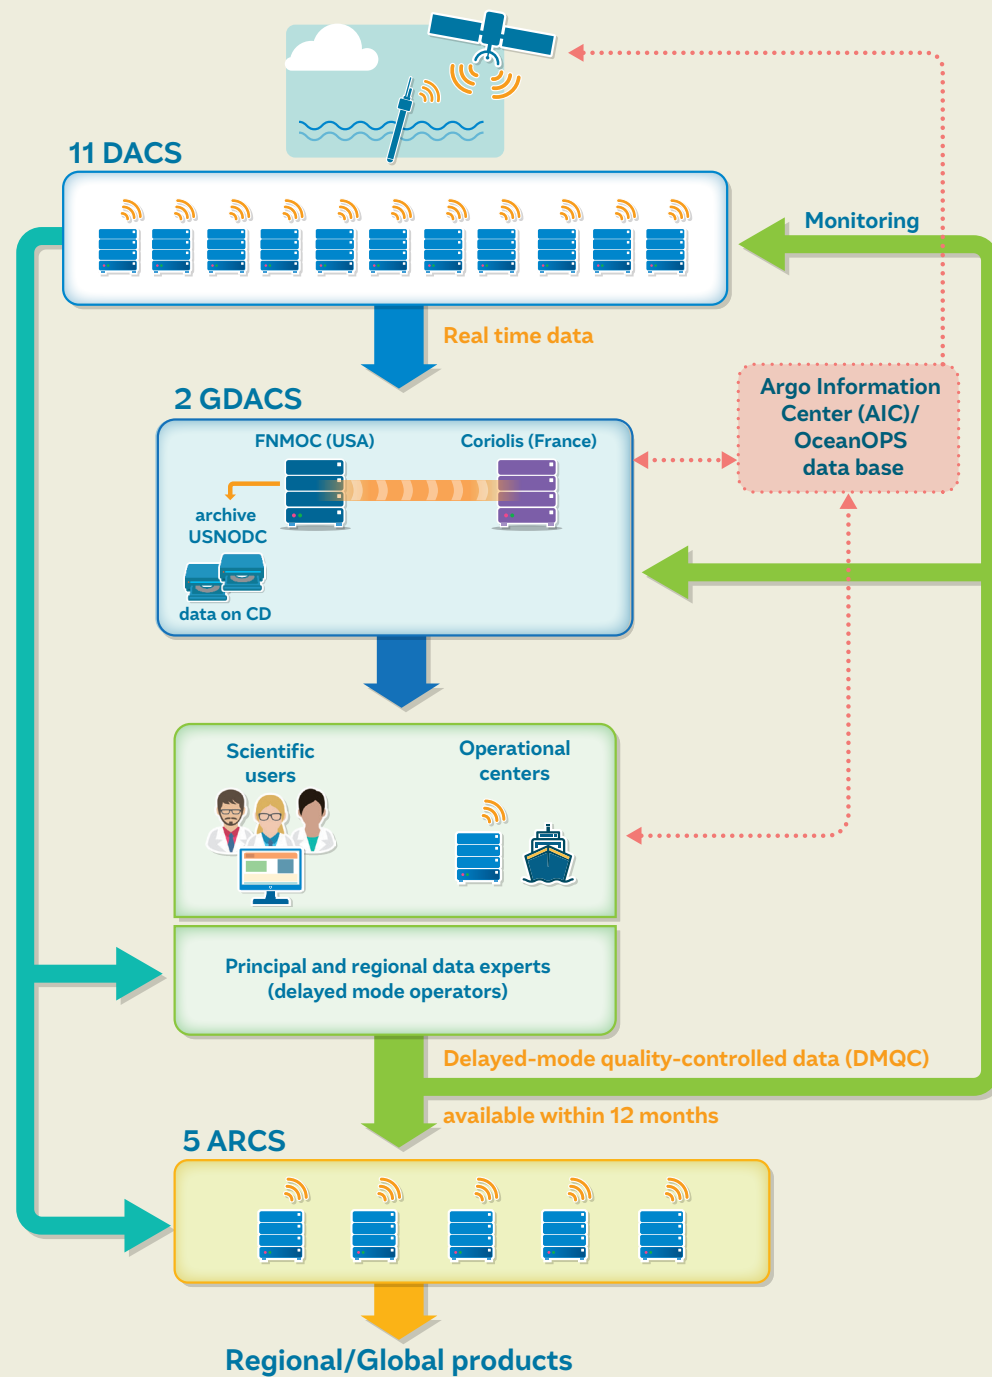 11 DACS
Monitoring
Real time data
2 GDACS
FNMOC (USA)
Coriolis (France)
archive
USNODC
data on CD
Argo Information
Center (AIC)/
OceanOPS
data base
Scientific
users
Operational
centers
Principal and regional data experts
(delayed mode operators)
Delayed-mode quality-controlled data (DMQC)
available within 12 months
5 ARCS
Regional/Global products